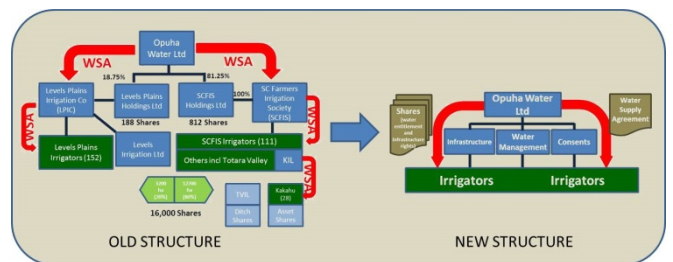 Opuha
Water Ltd
WSA
WSA
18.75%
81.25%
Levels Plains
Irrigation Co
(LPIC)
Levels Plains
Holdings Ltd
188 Shares
SCFIS
Holdings Ltd
812 Shares
100%
SC Farmers
Irrigation
Society
(SCFIS)
WSA
WSA
Levels Plains
Irrigators (152)
Levels
Irrigation Ltd
SCFIS Irrigators (111)
Others incl Totara Valley
KIL
WSA
16,000 Shares
TVIL
Ditch
Shares
Kakahu
(28)
Asset
Shares
OLD STRUCTURE
Shares
(water
entitlement
and
infrastructure
rights)
Opuha Water
Ltd
Water
Supply
Agreement
Infrastructure
Water
Management
Consents
Irrigators
Irrigators
NEW STRUCTURE